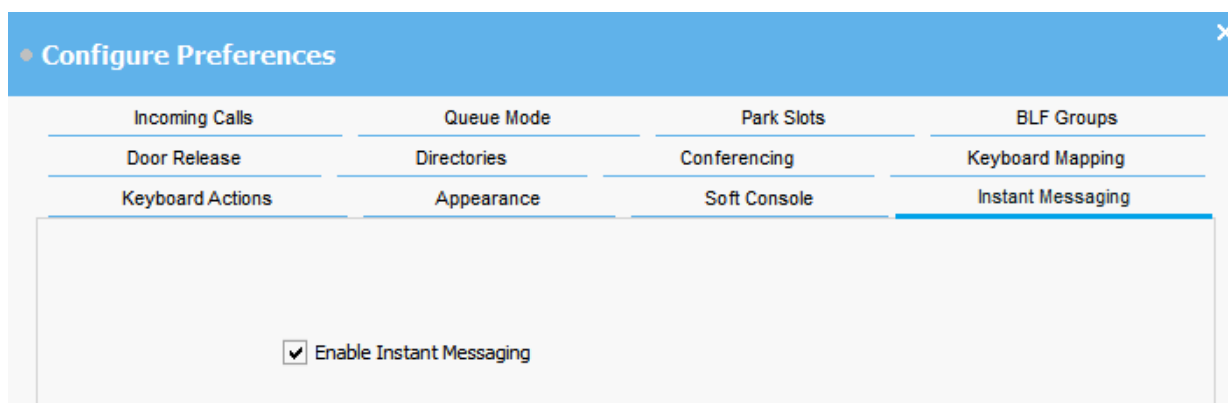 Configure Preferences
Incoming Calls Queue Mode Park Slots BLF Groups
Door Release Directories Conferencing Keyboard Mapping
Keyboard Actions Appearance Soft Console Instant Messaging
Enable Instant Messaging